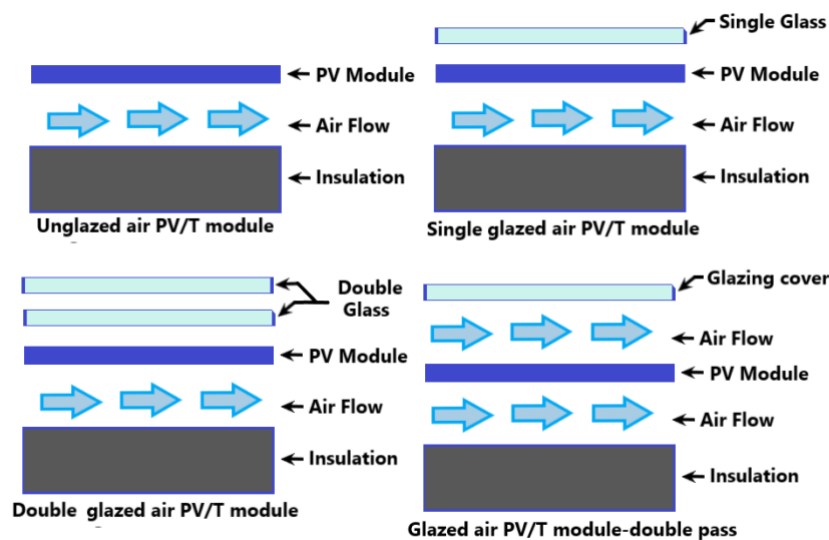 PV Module
Air Flow
Insulation
Unglazed air PV/T module
Single Glass
PV Module
Air Flow
Insulation
Single glazed air PV/T module
Double
Glass
PV Module
Air Flow
Insulation
Double glazed air PV/T module
Glazing cover
Air Flow
PV Module
Air Flow
Insulation
Glazed air PV/T module-double pass